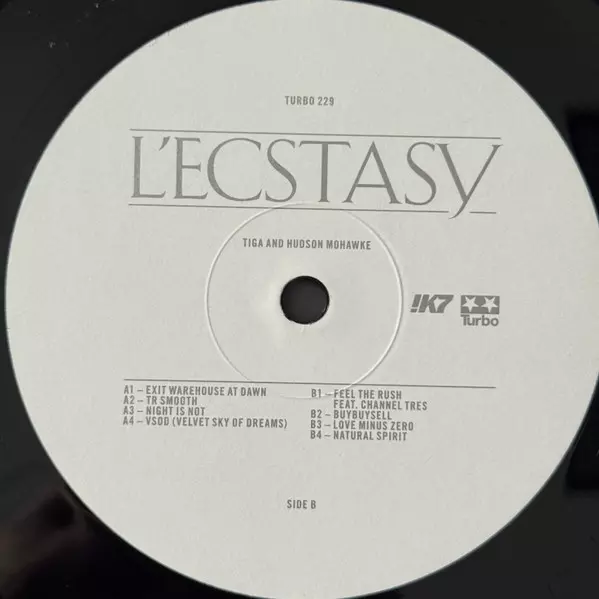 TURBO 229
L'ECSTASY
TIGA AND HUDSON MOHAWKE
!K7
Turbo
A1 – EXIT WAREHOUSE AT DAWN
A2 – TR SMOOTH
A3 – NIGHT IS NOT
A4 – VSOD (VELVET SKY OF DREAMS)
B1 – FEEL THE RUSH
FEAT. CHANNEL TRES
B2 – BUYBUYSELL
B3 – LOVE MINUS ZERO
B4 – NATURAL SPIRIT
SIDE B